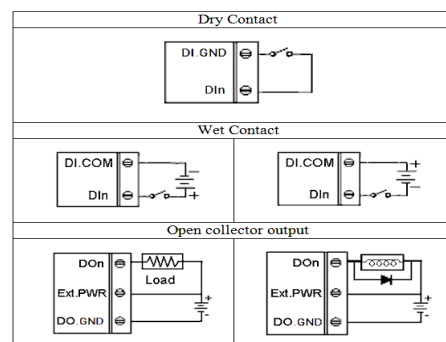 Dry Contact
DI.GND
DIn
Wet Contact
DI.COM
DIn
DI.COM
DIn
Open collector output
DOn
Load
Ext.PWR
DO.GND
DOn
Ext.PWR
DO.GND